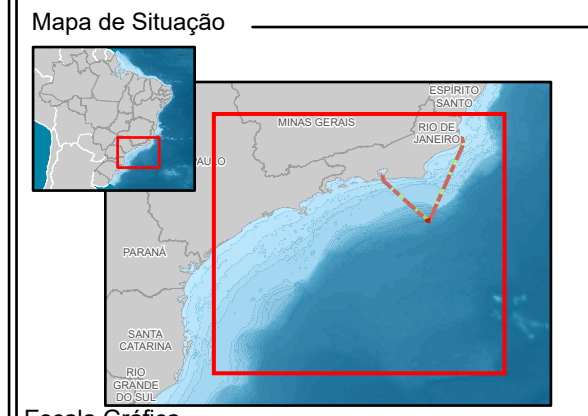 Mapa de Situação
ESPÍRITO
SANTO
MINAS GERAIS
RIO DE
JANEIRO
PAULO
PARANÁ
SANTA
CATARINA
RIO
GRANDE
DO SUL
Escala Gráfica